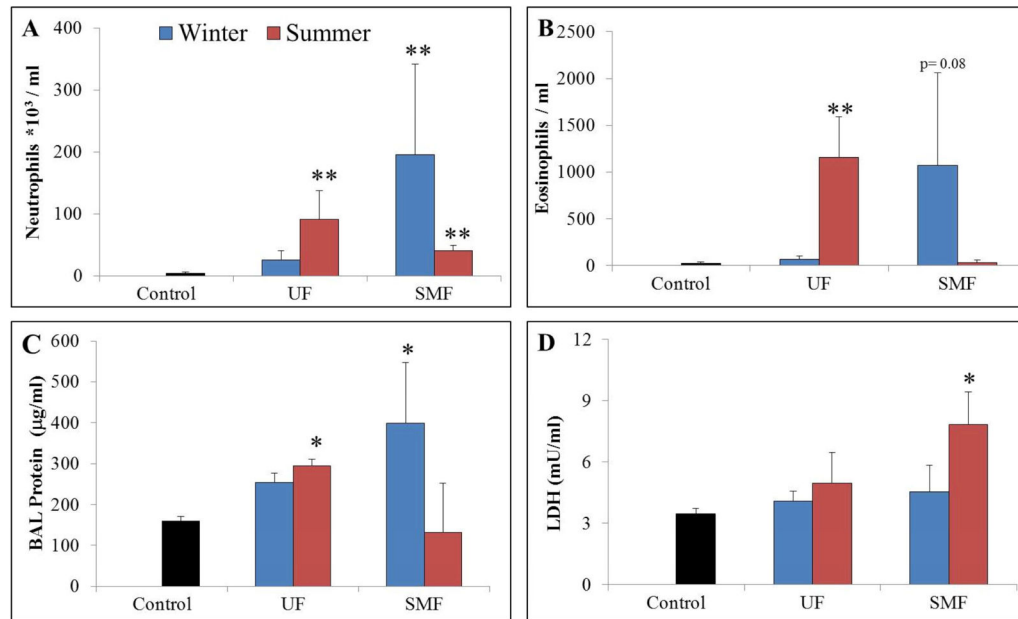 A
Winter
Summer
Neutrophils *10³ / ml
400
300
200
100
0
**
**
**
Control
UF
SMF
B
Eosinophils / ml
2500
2000
1500
1000
500
0
**
p= 0.08
Control
UF
SMF
C
BAL Protein (µg/ml)
600
500
400
300
200
100
0
*
*
Control
UF
SMF
D
LDH (mU/ml)
12
9
6
3
0
*
Control
UF
SMF